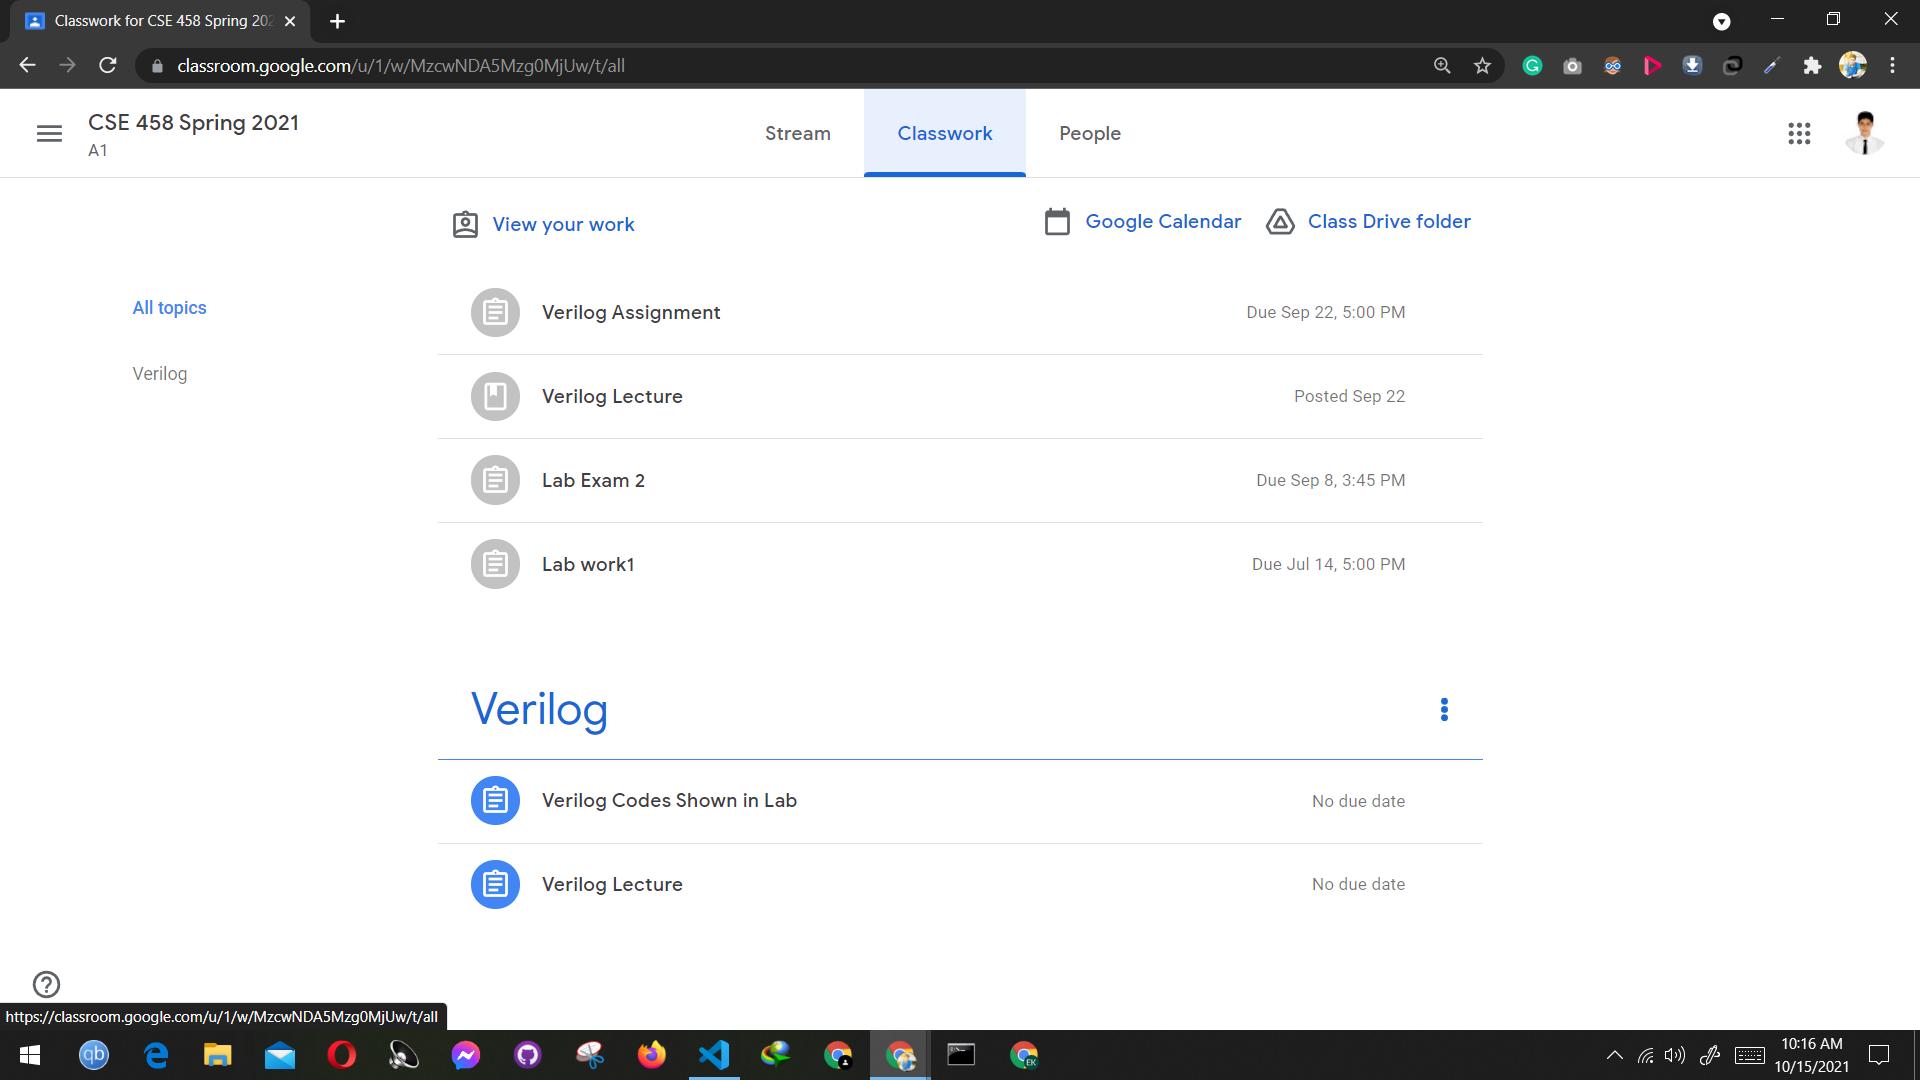 Classwork for CSE 458 Spring 202
classroom.google.com/u/1/w/MzcwNDA5Mzg0MjUw/t/all
CSE 458 Spring 2021
A1
Stream
Classwork
People
View your work
Google Calendar
Class Drive folder
All topics
Verilog
Verilog Assignment
Due Sep 22, 5:00 PM
Verilog Lecture
Posted Sep 22
Lab Exam 2
Due Sep 8, 3:45 PM
Lab work1
Due Jul 14, 5:00 PM
Verilog
Verilog Codes Shown in Lab
No due date
Verilog Lecture
No due date
https://classroom.google.com/u/1/w/MzcwNDA5Mzg0MjUw/t/all
qb
EK
10:16 AM
10/15/2021